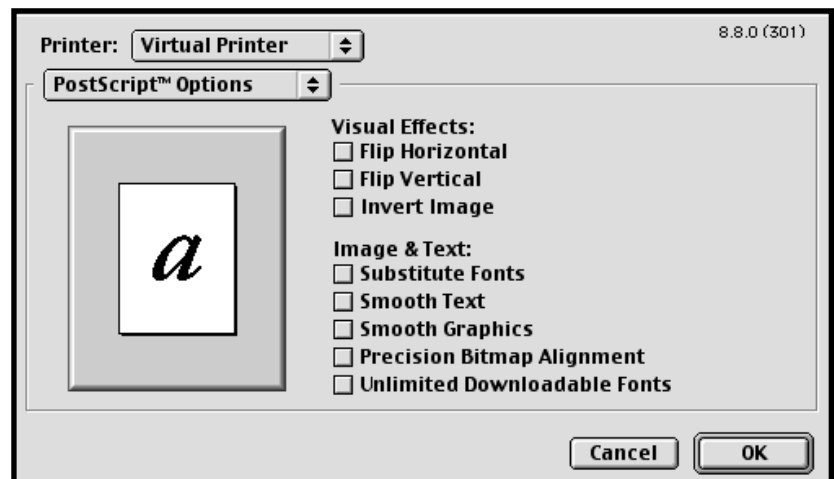 8.8.0 (301)
Printer: Virtual Printer
PostScript™ Options
Visual Effects:
Flip Horizontal
Flip Vertical
Invert Image
a
Image & Text:
Substitute Fonts
Smooth Text
Smooth Graphics
Precision Bitmap Alignment
Unlimited Downloadable Fonts
Cancel OK